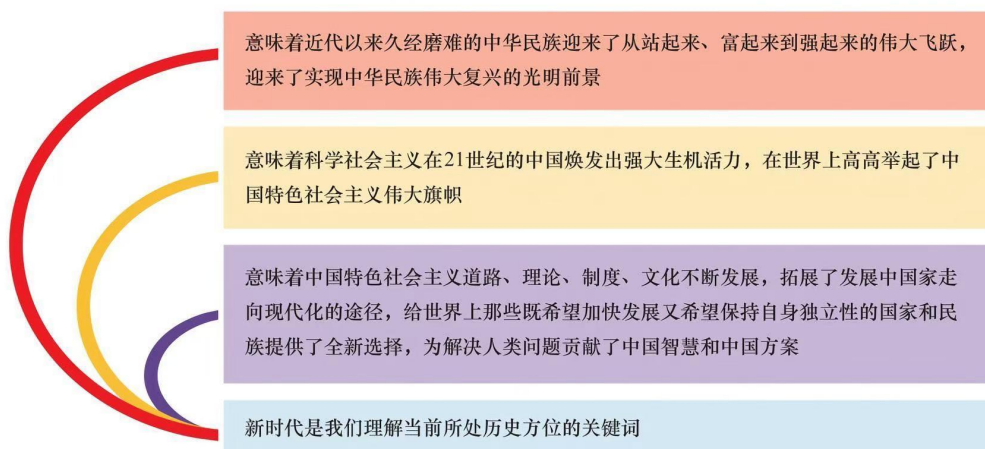 意味着近代以来久经磨难的中华民族迎来了从站起来、富起来到强起来的伟大飞跃，
迎来了实现中华民族伟大复兴的光明前景
意味着科学社会主义在21世纪的中国焕发出强大生机活力，在世界上高高举起了中
国特色社会主义伟大旗帜
意味着中国特色社会主义道路、理论、制度、文化不断发展，拓展了发展中国家走
向现代化的途径，给世界上那些既希望加快发展又希望保持自身独立性的国家和民
族提供了全新选择，为解决人类问题贡献了中国智慧和中国方案
新时代是我们理解当前所处历史方位的关键词